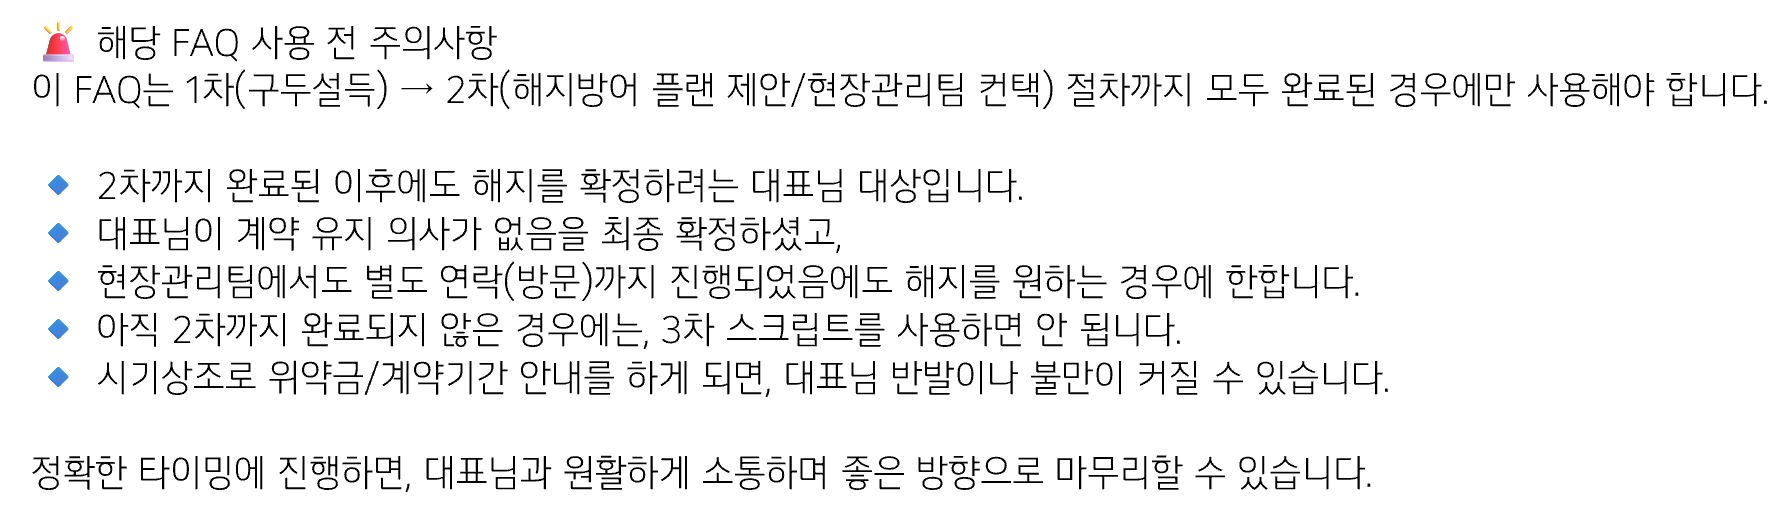 🚨 해당 FAQ 사용 전 주의사항
이 FAQ는 1차(구두설득) → 2차(해지방어 플랜 제안/현장관리팀 컨택) 절차까지 모두 완료된 경우에만 사용해야 합니다.
🔹 2차까지 완료된 이후에도 해지를 확정하려는 대표님 대상입니다.
🔹 대표님이 계약 유지 의사가 없음을 최종 확정하셨고,
🔹 현장관리팀에서도 별도 연락(방문)까지 진행되었음에도 해지를 원하는 경우에 한합니다.
🔹 아직 2차까지 완료되지 않은 경우에는, 3차 스크립트를 사용하면 안 됩니다.
🔹 시기상조로 위약금/계약기간 안내를 하게 되면, 대표님 반발이나 불만이 커질 수 있습니다.
정확한 타이밍에 진행하면, 대표님과 원활하게 소통하며 좋은 방향으로 마무리할 수 있습니다.